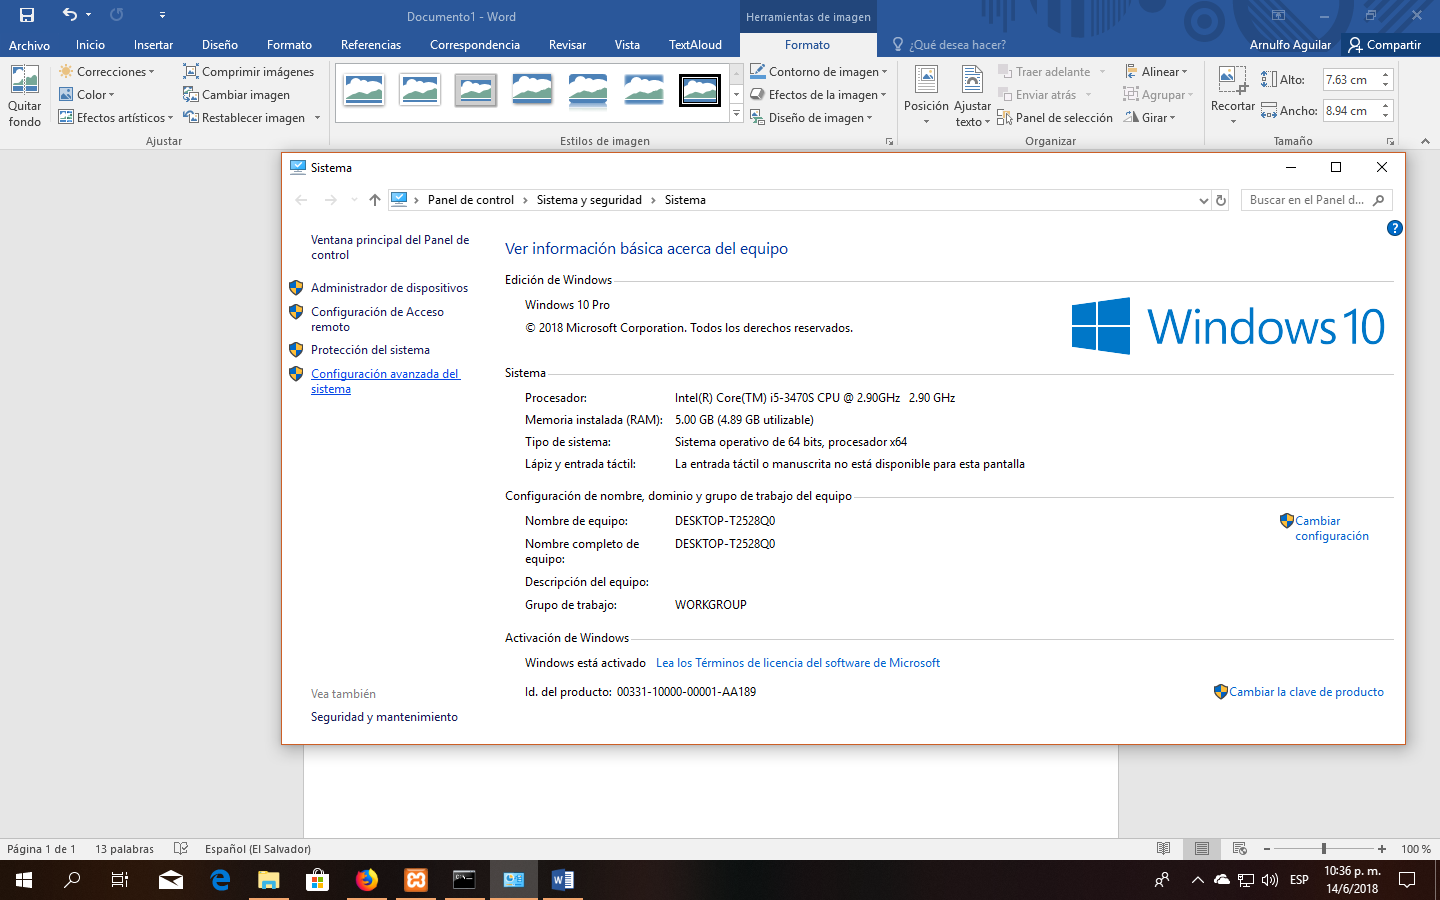 Documento1 - Word
Herramientas de imagen
Archivo Inicio Insertar Diseño Formato Referencias Correspondencia Revisar Vista TextAloud Formato ¿Qué desea hacer? Arnulfo Aguilar Compartir
Quitar fondo
Correcciones
Color
Efectos artísticos
Comprimir imágenes
Cambiar imagen
Restablecer imagen
Ajustar
Estilos de imagen
Contorno de imagen
Efectos de la imagen
Diseño de imagen
Posición
Ajustar texto
Traer adelante
Enviar atrás
Panel de selección
Alinear
Agrupar
Girar
Organizar
Recortar
Alto: 7.63 cm
Ancho: 8.94 cm
Tamaño
Sistema
Panel de control > Sistema y seguridad > Sistema
Buscar en el Panel d...
Ventana principal del Panel de
control
Administrador de dispositivos
Configuración de Acceso
remoto
Protección del sistema
Configuración avanzada del
sistema
Vea también
Seguridad y mantenimiento
Ver información básica acerca del equipo
Edición de Windows
Windows 10 Pro
© 2018 Microsoft Corporation. Todos los derechos reservados.
Windows 10
Sistema
Procesador: Intel(R) Core(TM) i5-3470S CPU @ 2.90GHz 2.90 GHz
Memoria instalada (RAM): 5.00 GB (4.89 GB utilizable)
Tipo de sistema: Sistema operativo de 64 bits, procesador x64
Lápiz y entrada táctil: La entrada táctil o manuscrita no está disponible para esta pantalla
Configuración de nombre, dominio y grupo de trabajo del equipo
Nombre de equipo: DESKTOP-T2528Q0
Cambiar
configuración
Nombre completo de DESKTOP-T2528Q0
equipo:
Descripción del equipo:
Grupo de trabajo: WORKGROUP
Activación de Windows
Windows está activado Lea los Términos de licencia del software de Microsoft
Id. del producto: 00331-10000-00001-AA189
Cambiar la clave de producto
Página 1 de 1 13 palabras Español (El Salvador) 100 %
ESP
10:36 p. m.
14/6/2018